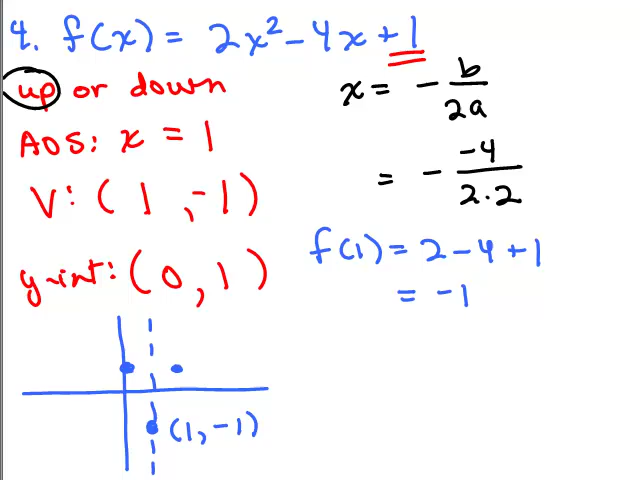 4. f(x) = 2x² - 4x + 1
up or down
x = - b/2a
AOS: x = 1
= - -4/2·2
V: (1, -1)
f(1) = 2 - 4 + 1
y-int: (0, 1)
= -1
(1, -1)